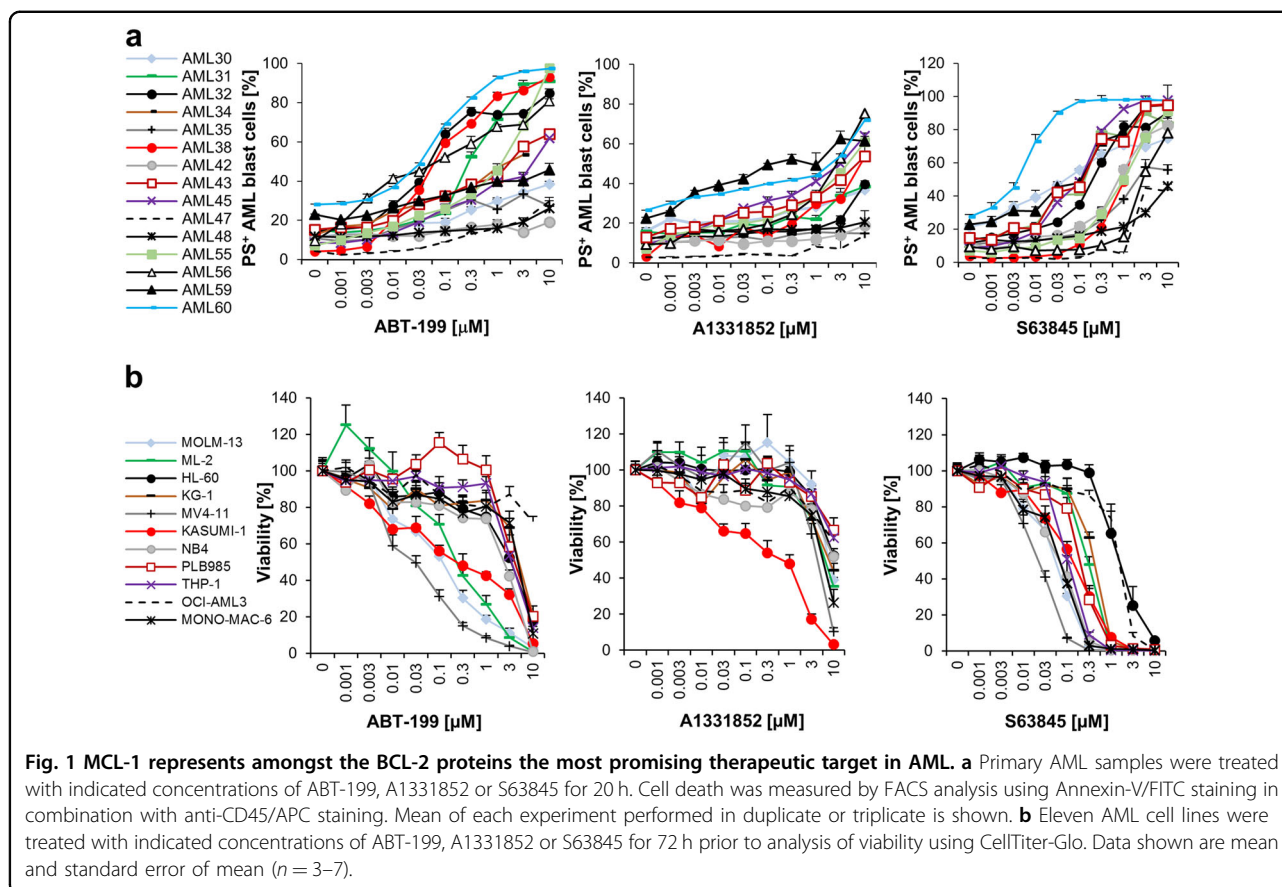 a
AML30
AML31
AML32
AML34
AML35
AML38
AML42
AML43
AML45
AML47
AML48
AML55
AML56
AML59
AML60
PS+ AML blast cells [%]
100
80
60
40
20
0
0 0.001 0.003 0.01 0.03 0.1 0.3 1 3 10
ABT-199 [μM]
PS+ AML blast cells [%]
100
80
60
40
20
0
0 0.001 0.003 0.01 0.03 0.1 0.3 1 3 10
A1331852 [µM]
PS+ AML blast cells [%]
120
100
80
60
40
20
0
0 0.001 0.003 0.01 0.03 0.1 0.3 1 3 10
S63845 [µM]
b
MOLM-13
ML-2
HL-60
KG-1
MV4-11
KASUMI-1
NB4
PLB985
THP-1
OCI-AML3
MONO-MAC-6
Viability [%]
140
120
100
80
60
40
20
0
0 0.001 0.003 0.01 0.03 0.1 0.3 1 3 10
ABT-199 [µM]
Viability [%]
140
120
100
80
60
40
20
0
0 0.001 0.003 0.01 0.03 0.1 0.3 1 3 10
A1331852 [µM]
Viability [%]
140
120
100
80
60
40
20
0
0 0.001 0.003 0.01 0.03 0.1 0.3 1 3 10
S63845 [µM]
Fig. 1 MCL-1 represents amongst the BCL-2 proteins the most promising therapeutic target in AML. a Primary AML samples were treated
with indicated concentrations of ABT-199, A1331852 or S63845 for 20 h. Cell death was measured by FACS analysis using Annexin-V/FITC staining in
combination with anti-CD45/APC staining. Mean of each experiment performed in duplicate or triplicate is shown. b Eleven AML cell lines were
treated with indicated concentrations of ABT-199, A1331852 or S63845 for 72 h prior to analysis of viability using CellTiter-Glo. Data shown are mean
and standard error of mean (n = 3–7).